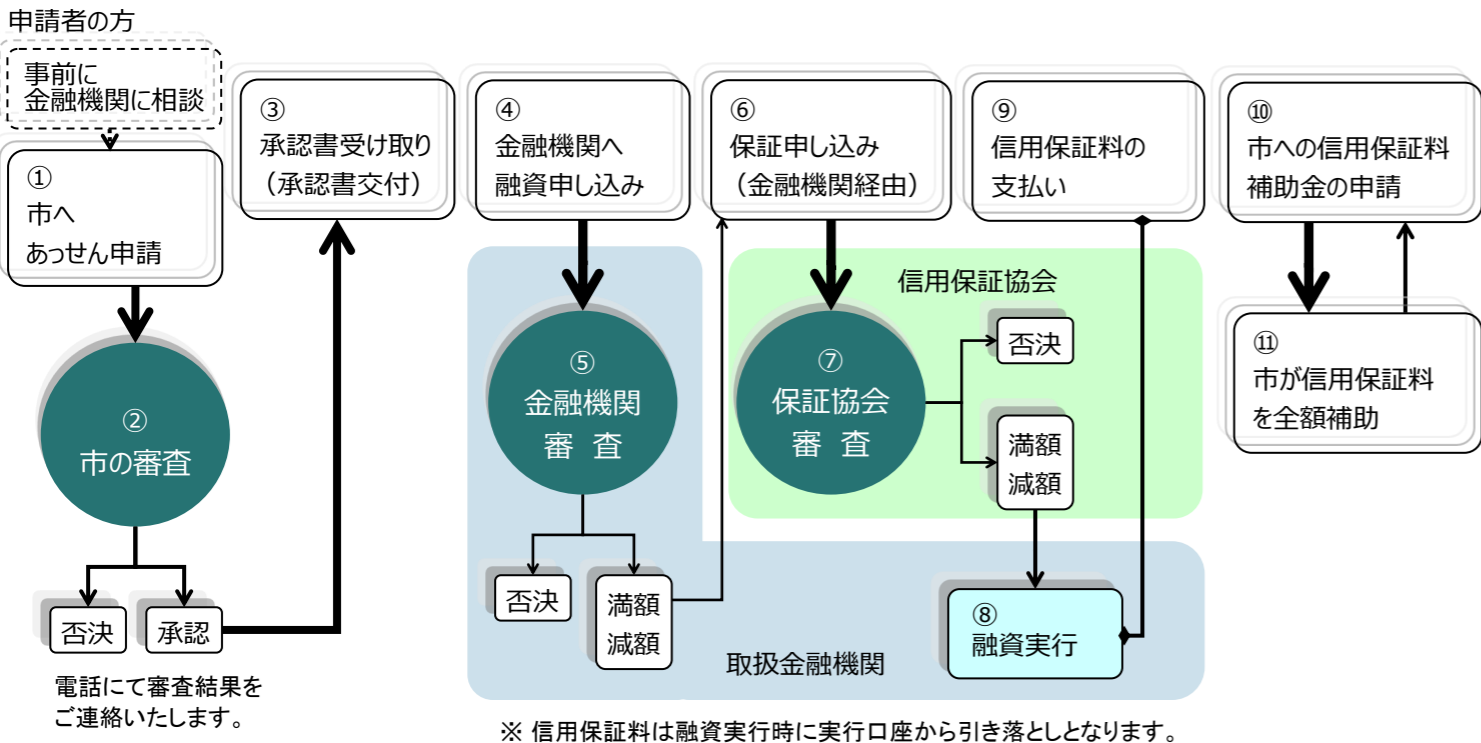 申請者の方
事前に
金融機関に相談
①
市へ
あっせん申請
②
市の審査
否決
承認
電話にて審査結果を
ご連絡いたします。
③
承認書受け取り
（承認書交付）
④
金融機関へ
融資申し込み
⑤
金融機関
審 査
否決
満額
減額
⑥
保証申し込み
（金融機関経由）
信用保証協会
⑦
保証協会
審 査
否決
満額
減額
⑧
融資実行
取扱金融機関
⑨
信用保証料の
支払い
⑩
市への信用保証料
補助金の申請
⑪
市が信用保証料
を全額補助
※ 信用保証料は融資実行時に実行口座から引き落としとなります。